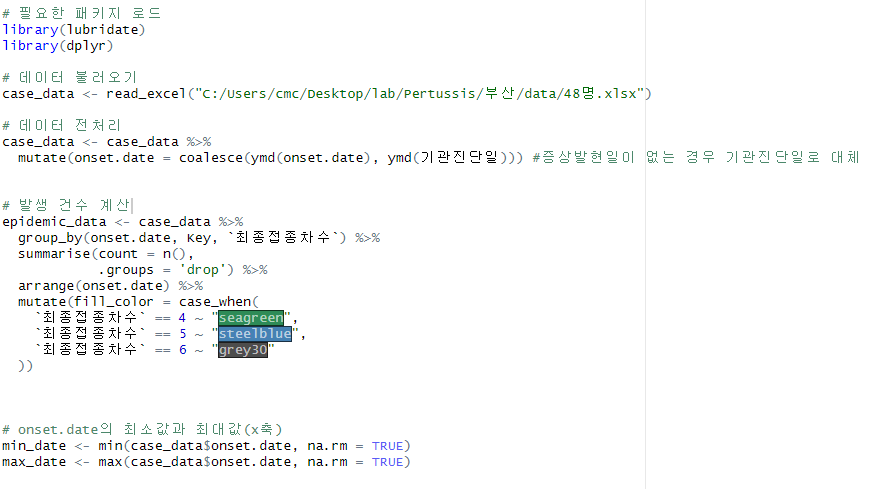 # 필요한 패키지 로드
library(lubridate)
library(dplyr)
# 데이터 불러오기
case_data <- read_excel("C:/Users/cmc/Desktop/lab/Pertussis/부산/data/48명.xlsx")
# 데이터 전처리
case_data <- case_data %>%
  mutate(onset.date = coalesce(ymd(onset.date), ymd(기관진단일))) #증상발현일이 없는 경우 기관진단일로 대체
# 발생 건수 계산
epidemic_data <- case_data %>%
  group_by(onset.date, Key, `최종접종차수`) %>%
  summarise(count = n(),
            .groups = 'drop') %>%
  arrange(onset.date) %>%
  mutate(fill_color = case_when(
    `최종접종차수` == 4 ~ "seagreen",
    `최종접종차수` == 5 ~ "steelblue",
    `최종접종차수` == 6 ~ "grey30"
  ))
# onset.date의 최소값과 최대값(x축)
min_date <- min(case_data$onset.date, na.rm = TRUE)
max_date <- max(case_data$onset.date, na.rm = TRUE)